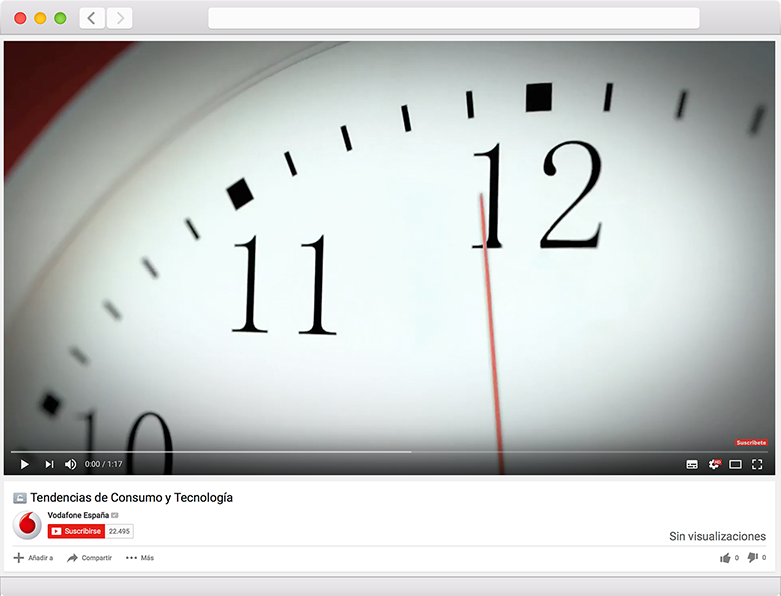 12
11
10
Suscríbete
HD
0:00 / 1:17
Tendencias de Consumo y Tecnología
Vodafone España
Suscribirse 22.495
Sin visualizaciones
Añadir a Compartir Más 0 0